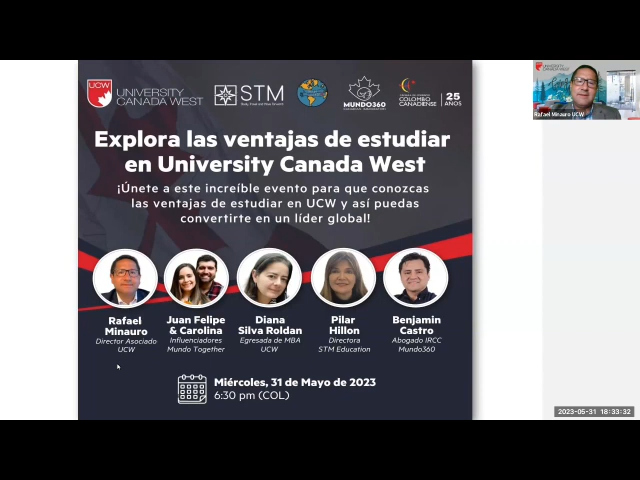 UCW
UNIVERSITY
CANADA WEST
STM
MUNDO360
COLOMBO
CANADIENSE
25
AÑOS
Explora las ventajas de estudiar
en University Canada West
¡Únete a este increíble evento para que conozcas
las ventajas de estudiar en UCW y así puedas
convertirte en un líder global!
Rafael
Minauro
Director Asociado
UCW
Juan Felipe
& Carolina
Influenciadores
Mundo Together
Diana
Silva Roldan
Egresada de MBA
UCW
Pilar
Hillon
Directora
STM Education
Benjamin
Castro
Abogado IRCC
Mundo360
Miércoles, 31 de Mayo de 2023
6:30 pm (COL)
Rafael Minauro UCW
2023-05-31 18:33:32